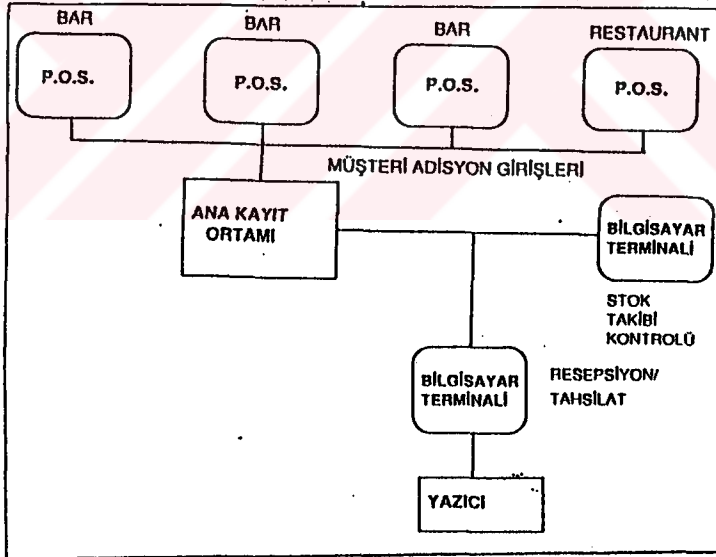 BAR
BAR
BAR
RESTAURANT
P.O.S.
P.O.S.
P.O.S.
P.O.S.
MÜŞTERİ ADİSYON GİRİŞLERİ
ANA KAYIT
ORTAMI
BİLGİSAYAR
TERMİNALİ
STOK
TAKİBİ
KONTROLÜ
BİLGİSAYAR
TERMİNALİ
RESEPSİYON/
TAHSİLAT
YAZICI